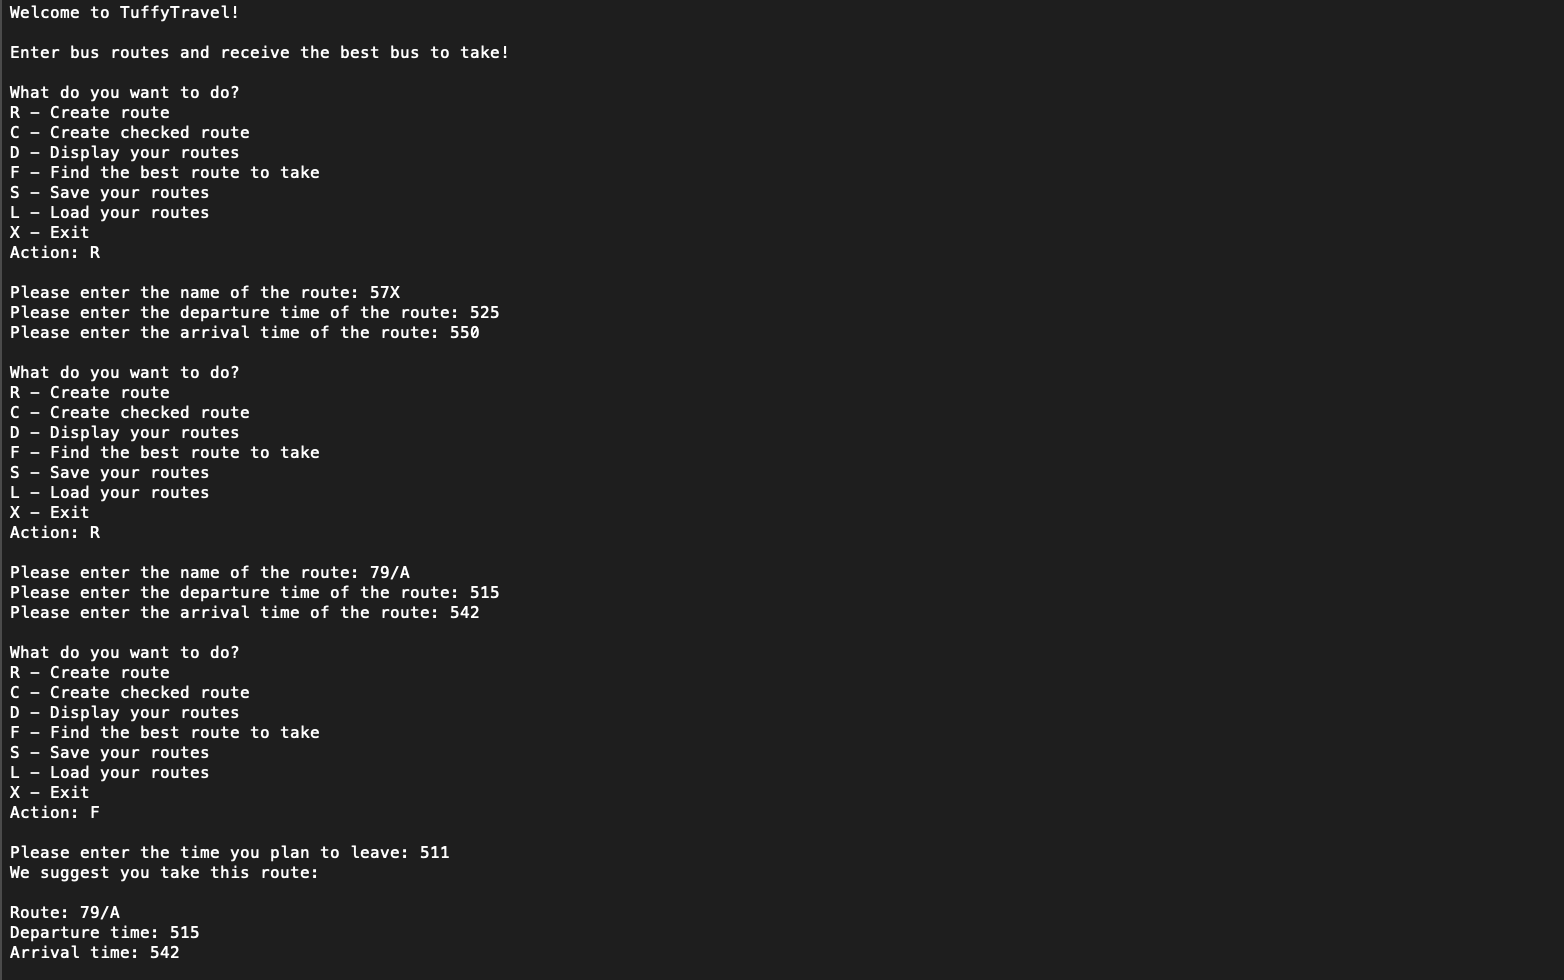 Welcome to TuffyTravel!
Enter bus routes and receive the best bus to take!
What do you want to do?
R – Create route
C – Create checked route
D – Display your routes
F – Find the best route to take
S – Save your routes
L – Load your routes
X – Exit
Action: R
Please enter the name of the route: 57X
Please enter the departure time of the route: 525
Please enter the arrival time of the route: 550
What do you want to do?
R – Create route
C – Create checked route
D – Display your routes
F – Find the best route to take
S – Save your routes
L – Load your routes
X – Exit
Action: R
Please enter the name of the route: 79/A
Please enter the departure time of the route: 515
Please enter the arrival time of the route: 542
What do you want to do?
R – Create route
C – Create checked route
D – Display your routes
F – Find the best route to take
S – Save your routes
L – Load your routes
X – Exit
Action: F
Please enter the time you plan to leave: 511
We suggest you take this route:
Route: 79/A
Departure time: 515
Arrival time: 542